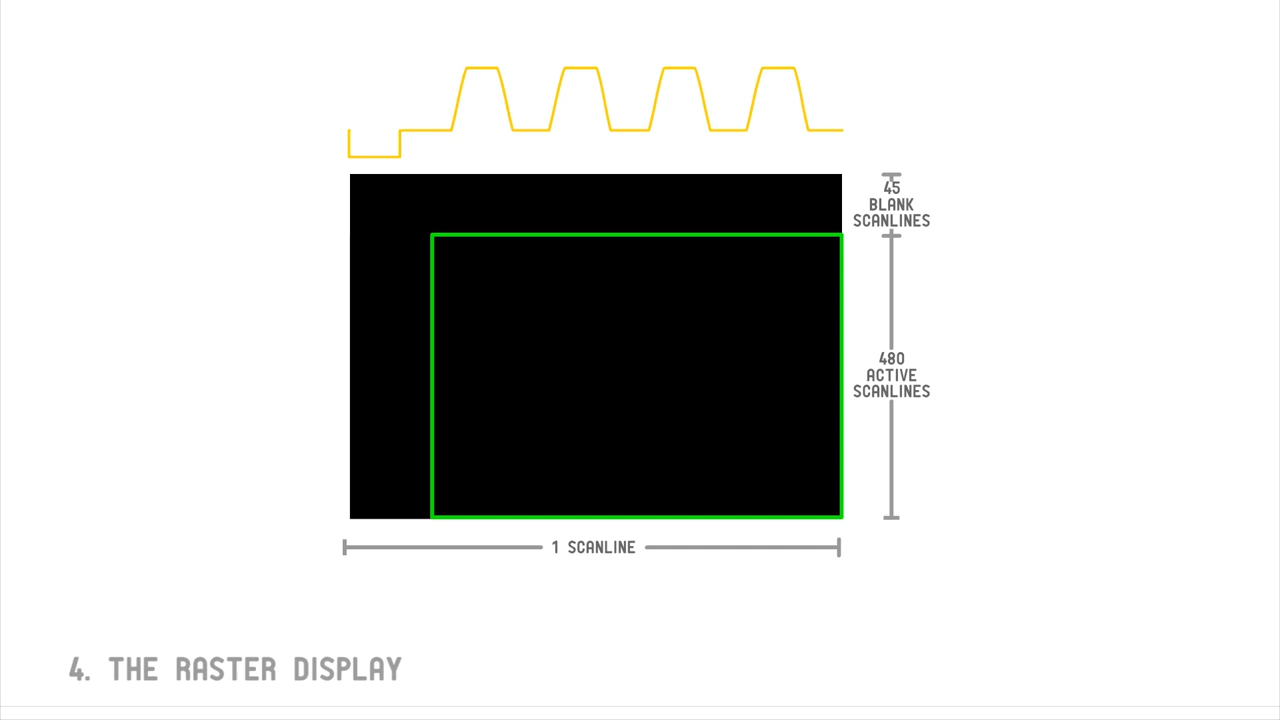 45
BLANK
SCANLINES
480
ACTIVE
SCANLINES
1 SCANLINE
4. THE RASTER DISPLAY